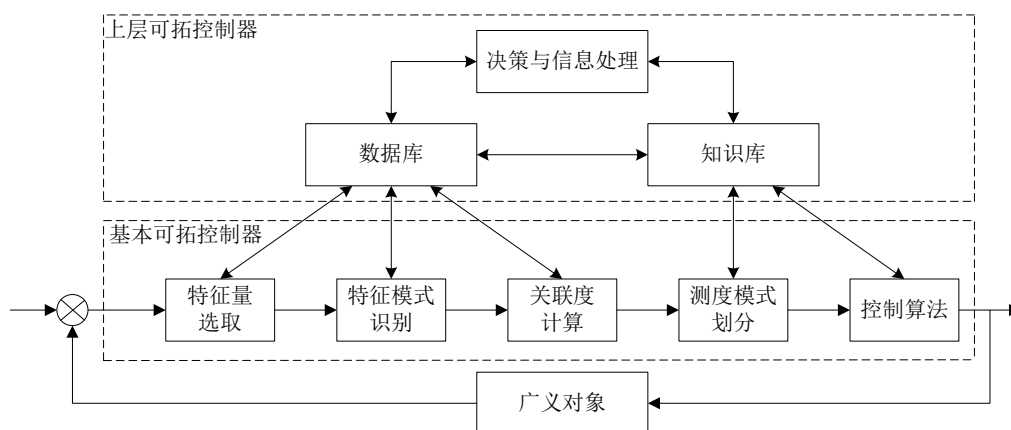 上层可拓控制器
决策与信息处理
数据库
知识库
基本可拓控制器
特征量
选取
特征模式
识别
关联度
计算
测度模式
划分
控制算法
广义对象